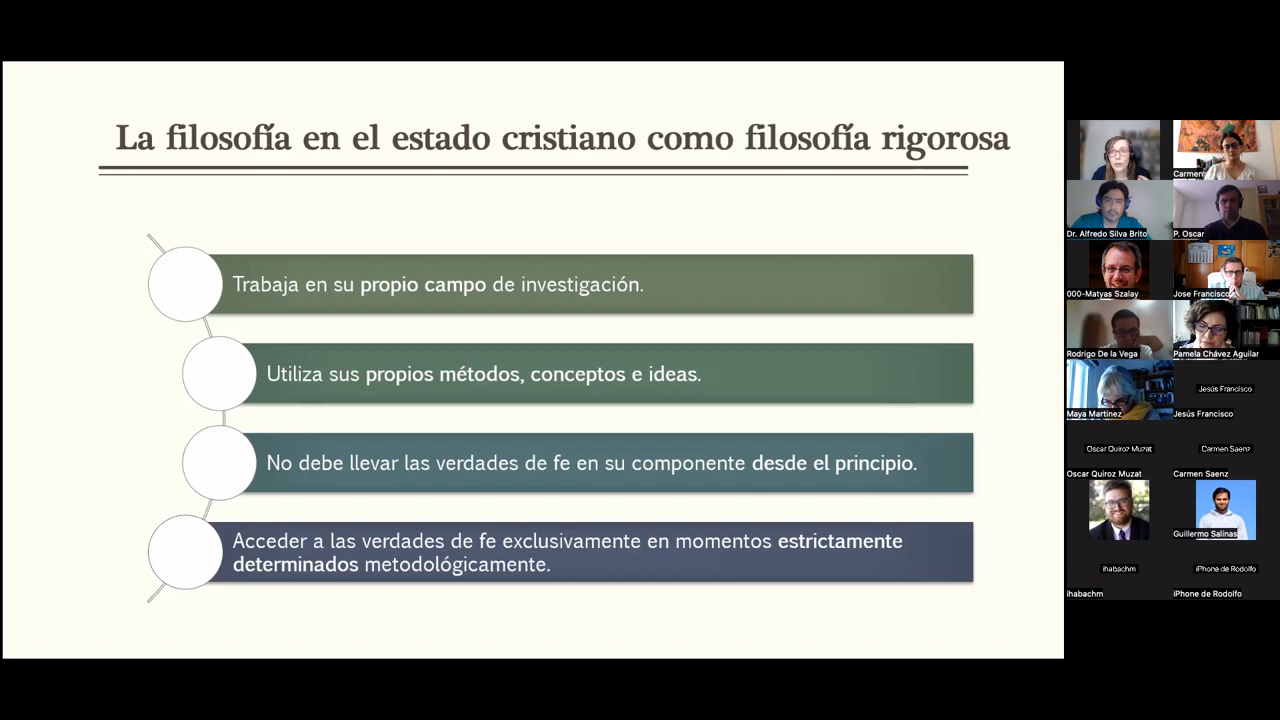 La filosofía en el estado cristiano como filosofía rigorosa
Trabaja en su propio campo de investigación.
Utiliza sus propios métodos, conceptos e ideas.
No debe llevar las verdades de fe en su componente desde el principio.
Acceder a las verdades de fe exclusivamente en momentos estrictamente
determinados metodológicamente.
Carmen
Dr. Alfredo Silva Brito
P. Oscar
000-Matyas Szalay
Jose Francisco
Rodrigo De la Vega
Pamela Chávez Aguilar
Maya Martinez
Jesús Francisco
Jesús Francisco
Oscar Quiroz Muzat
Oscar Quiroz Muzat
Carmen Saenz
Carmen Saenz
Guillermo Salinas
ihabachm
ihabachm
iPhone de Rodolfo
iPhone de Rodolfo